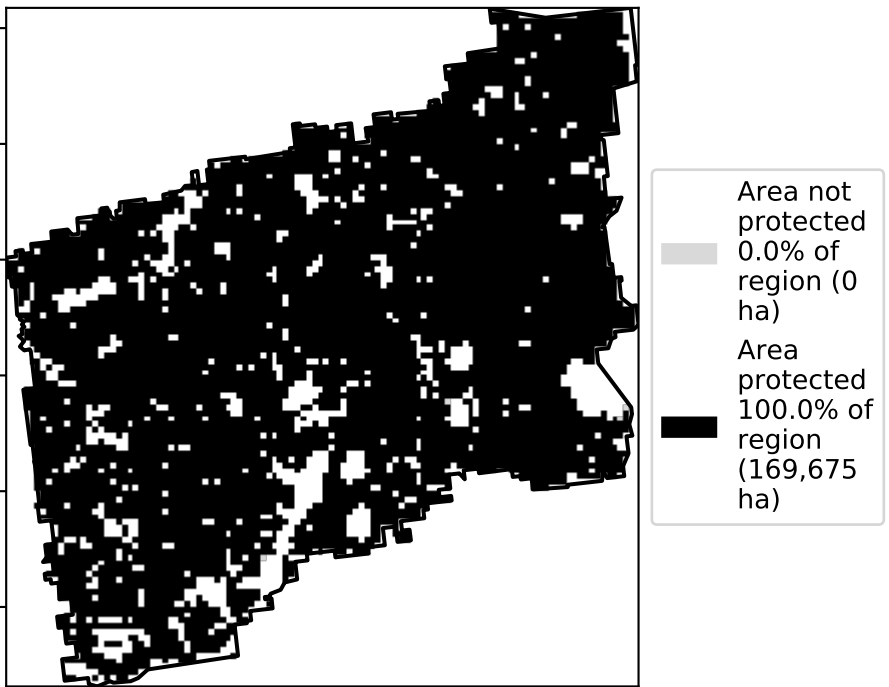 Area not
protected
0.0% of
region (0
ha)
Area
protected
100.0% of
region
(169,675
ha)